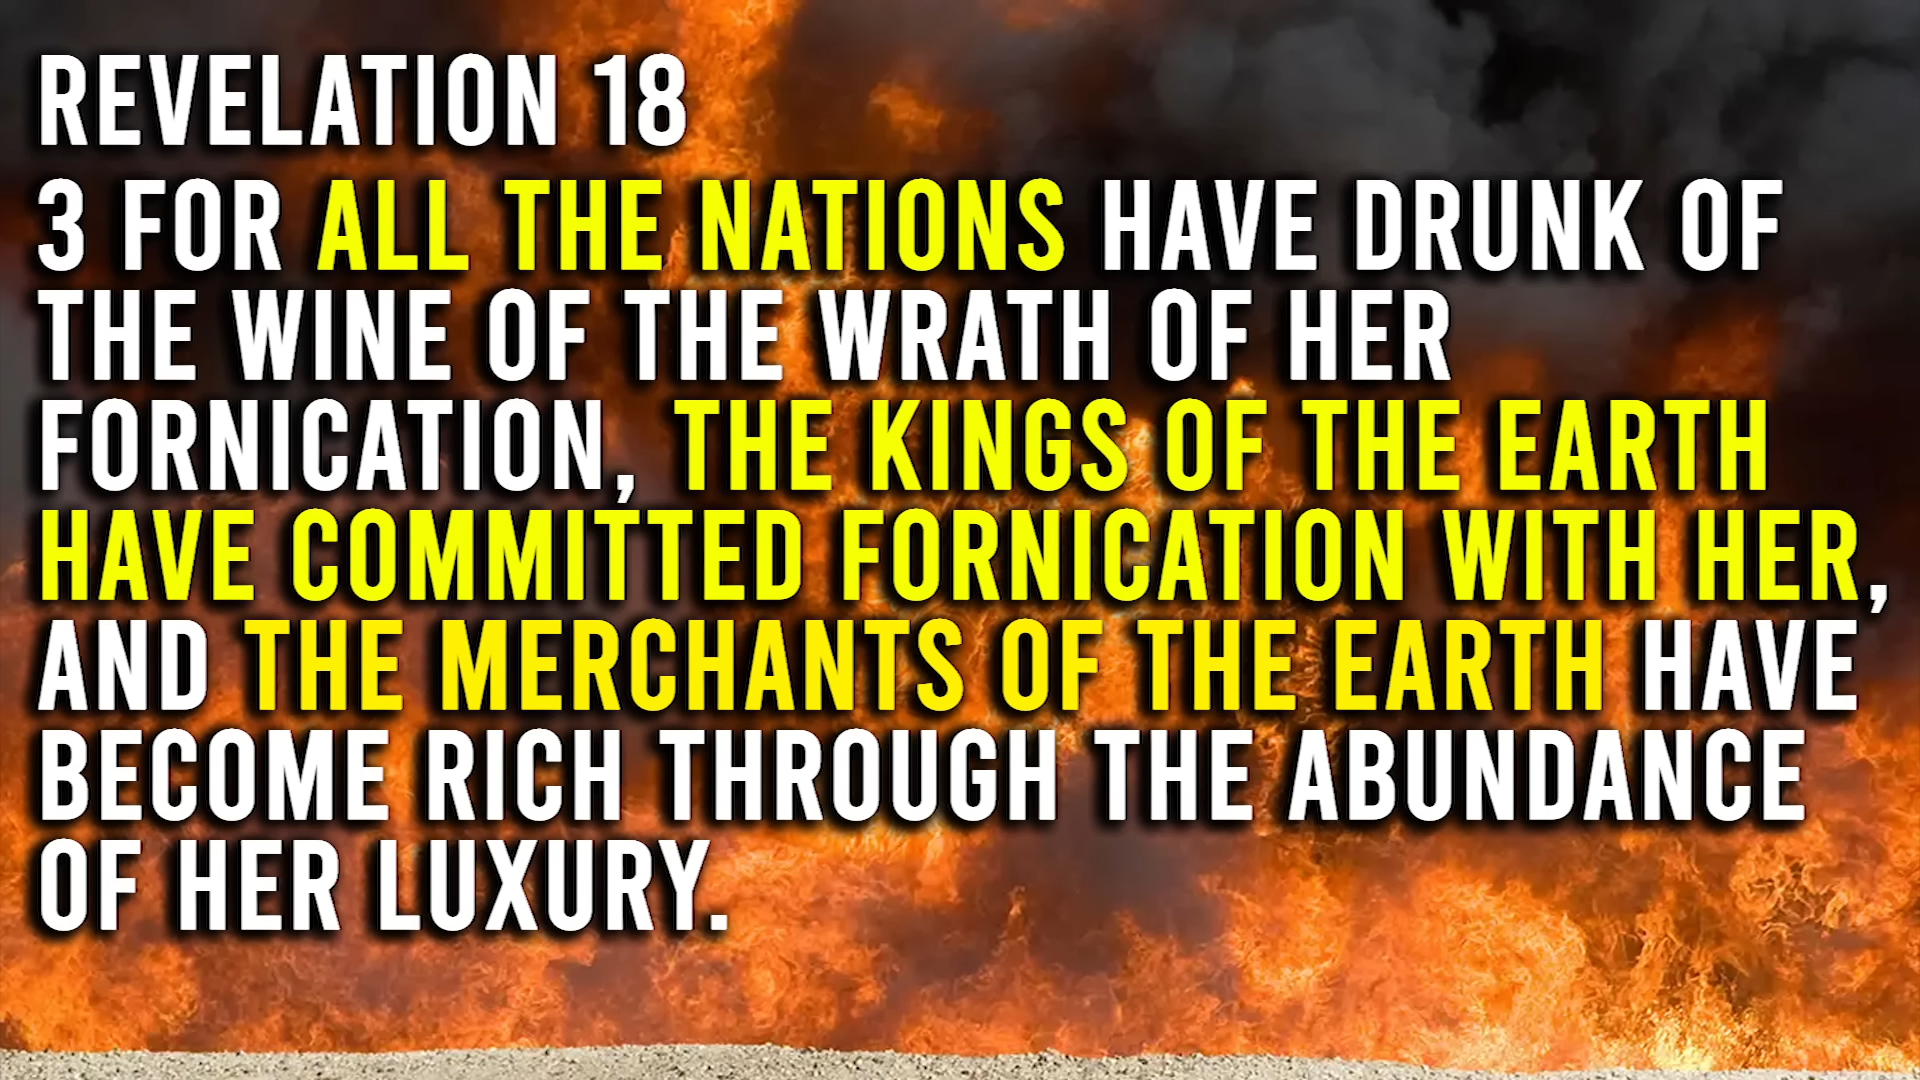 REVELATION 18
3 FOR ALL THE NATIONS HAVE DRUNK OF
THE WINE OF THE WRATH OF HER
FORNICATION, THE KINGS OF THE EARTH
HAVE COMMITTED FORNICATION WITH HER,
AND THE MERCHANTS OF THE EARTH HAVE
BECOME RICH THROUGH THE ABUNDANCE
OF HER LUXURY.